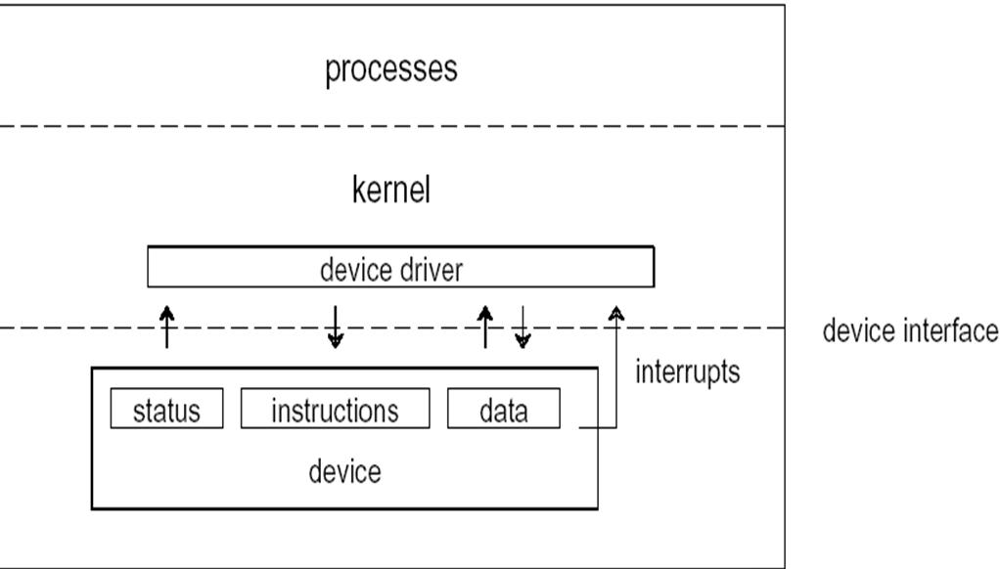 processes
kernel
device driver
device interface
interrupts
status
instructions
data
device